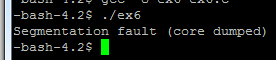 -bash-4.2$ ./ex6
Segmentation fault (core dumped)
-bash-4.2$